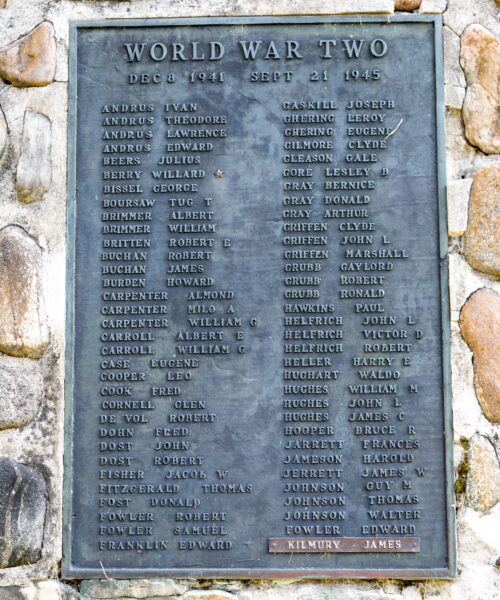 WORLD WAR TWO
DEC 8 1941 SEPT 21 1945
ANDRUS IVAN
ANDRUS THEODORE
ANDRUS LAWRENCE
ANDRUS EDWARD
BEERS JULIUS
BERRY WILLARD
BISSEL GEORGE
BOURSAW TUG T
BRIMMER ALBERT
BRIMMER WILLIAM
BRITTEN ROBERT E
BUCHAN ROBERT
BUCHAN JAMES
BURDEN HOWARD
CARPENTER ALMOND
CARPENTER MILO A
CARPENTER WILLIAM G
CARROLL ALBERT E
CARROLL WILLIAM G
CASE EUGENE
COOPER LEO
COOK FRED
CORNELL GLEN
DE VOL ROBERT
DOHN FRED
DOST JOHN
DOST ROBERT
FISHER JACOB W
FITZGERALD THOMAS
FOST DONALD
FOWLER ROBERT
FOWLER SAMUEL
FRANKLIN EDWARD
GASKILL JOSEPH
GHERING LEROY
GHERING EUGENE
GILMORE CLYDE
GLEASON GALE
GORE LESLEY B
GRAY BERNICE
GRAY DONALD
GRAY ARTHUR
GRIFFEN CLYDE
GRIFFEN JOHN L
GRIFFEN MARSHALL
GRUBB GAYLORD
GRUBB ROBERT
GRUBB RONALD
HAWKINS PAUL
HELFRICH JOHN L
HELFRICH VICTOR D
HELFRICH ROBERT
HELLER HARRY E
HUGHART WALDO
HUGHES WILLIAM M
HUGHES JOHN L
HUGHES JAMES C
HOOPER BRUCE R
JARRETT FRANCES
JAMESON HAROLD
JERRETT JAMES W
JOHNSON GUY M
JOHNSON THOMAS
JOHNSON WALTER
FOWLER EDWARD
KILMURY JAMES